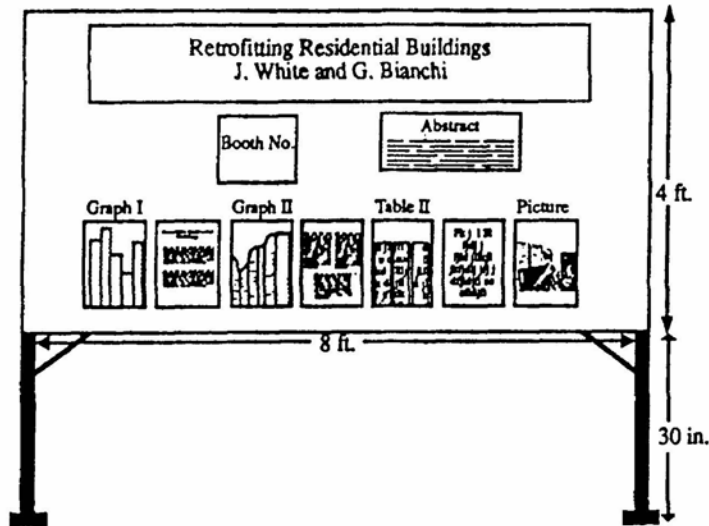 Retrofitting Residential Buildings
J. White and G. Bianchi
Booth No.
Abstract
4 ft.
Graph I
Graph II
Table II
Picture
8 ft.
30 in.